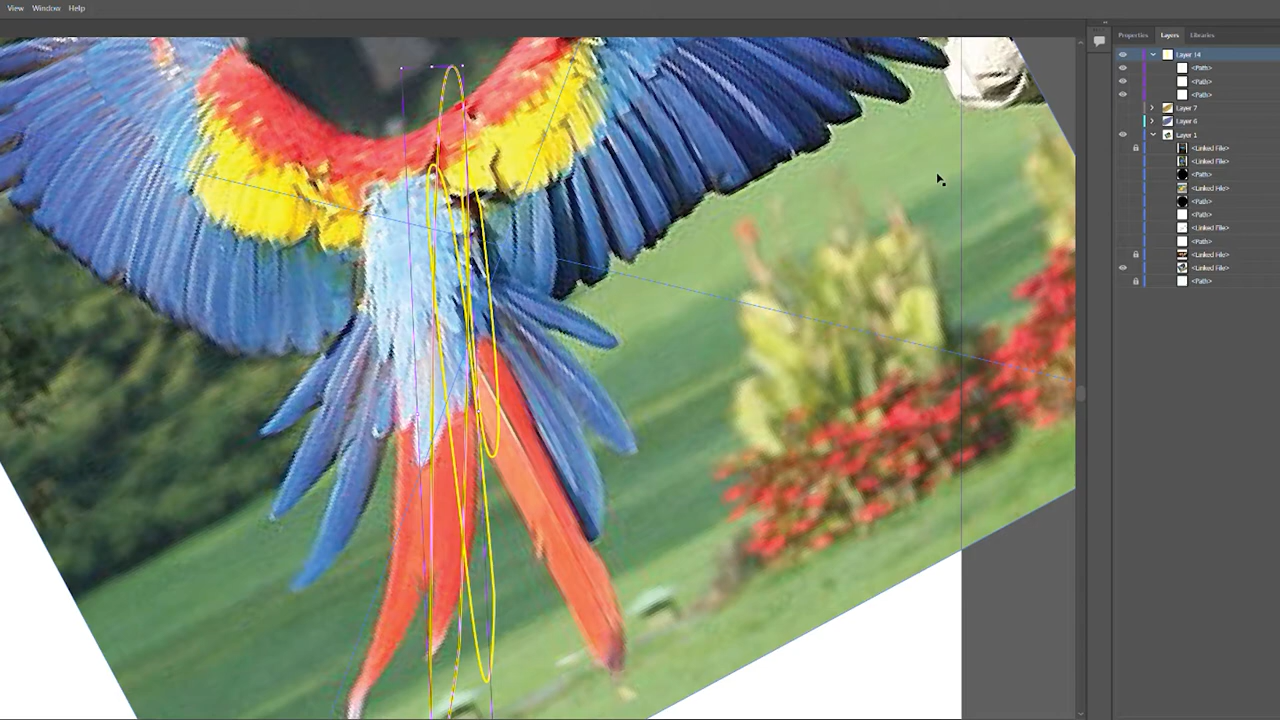 View Window Help
Properties Layers Libraries
Layer 14
<Path>
<Path>
<Path>
Layer 7
Layer 6
Layer 1
<Linked File>
<Linked File>
<Path>
<Linked File>
<Path>
<Path>
<Linked File>
<Path>
<Linked File>
<Linked File>
<Path>